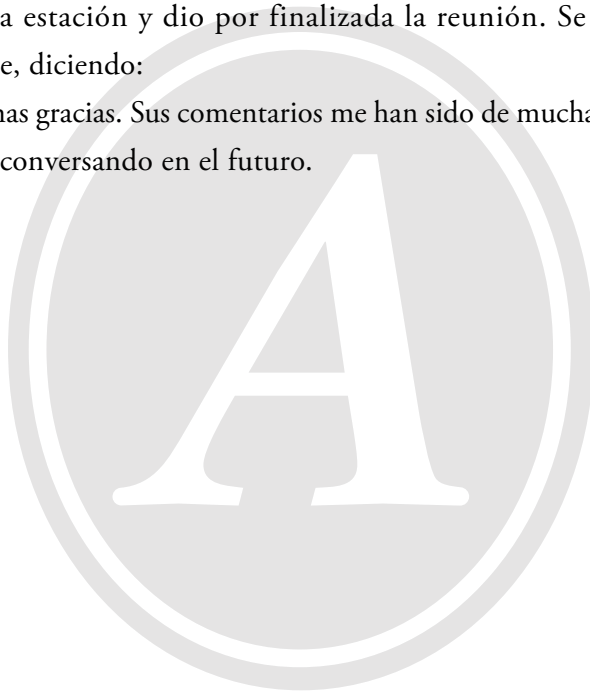 a estación y dio por finalizada la reunión. Se
e, diciendo:
has gracias. Sus comentarios me han sido de mucha
conversando en el futuro.
A